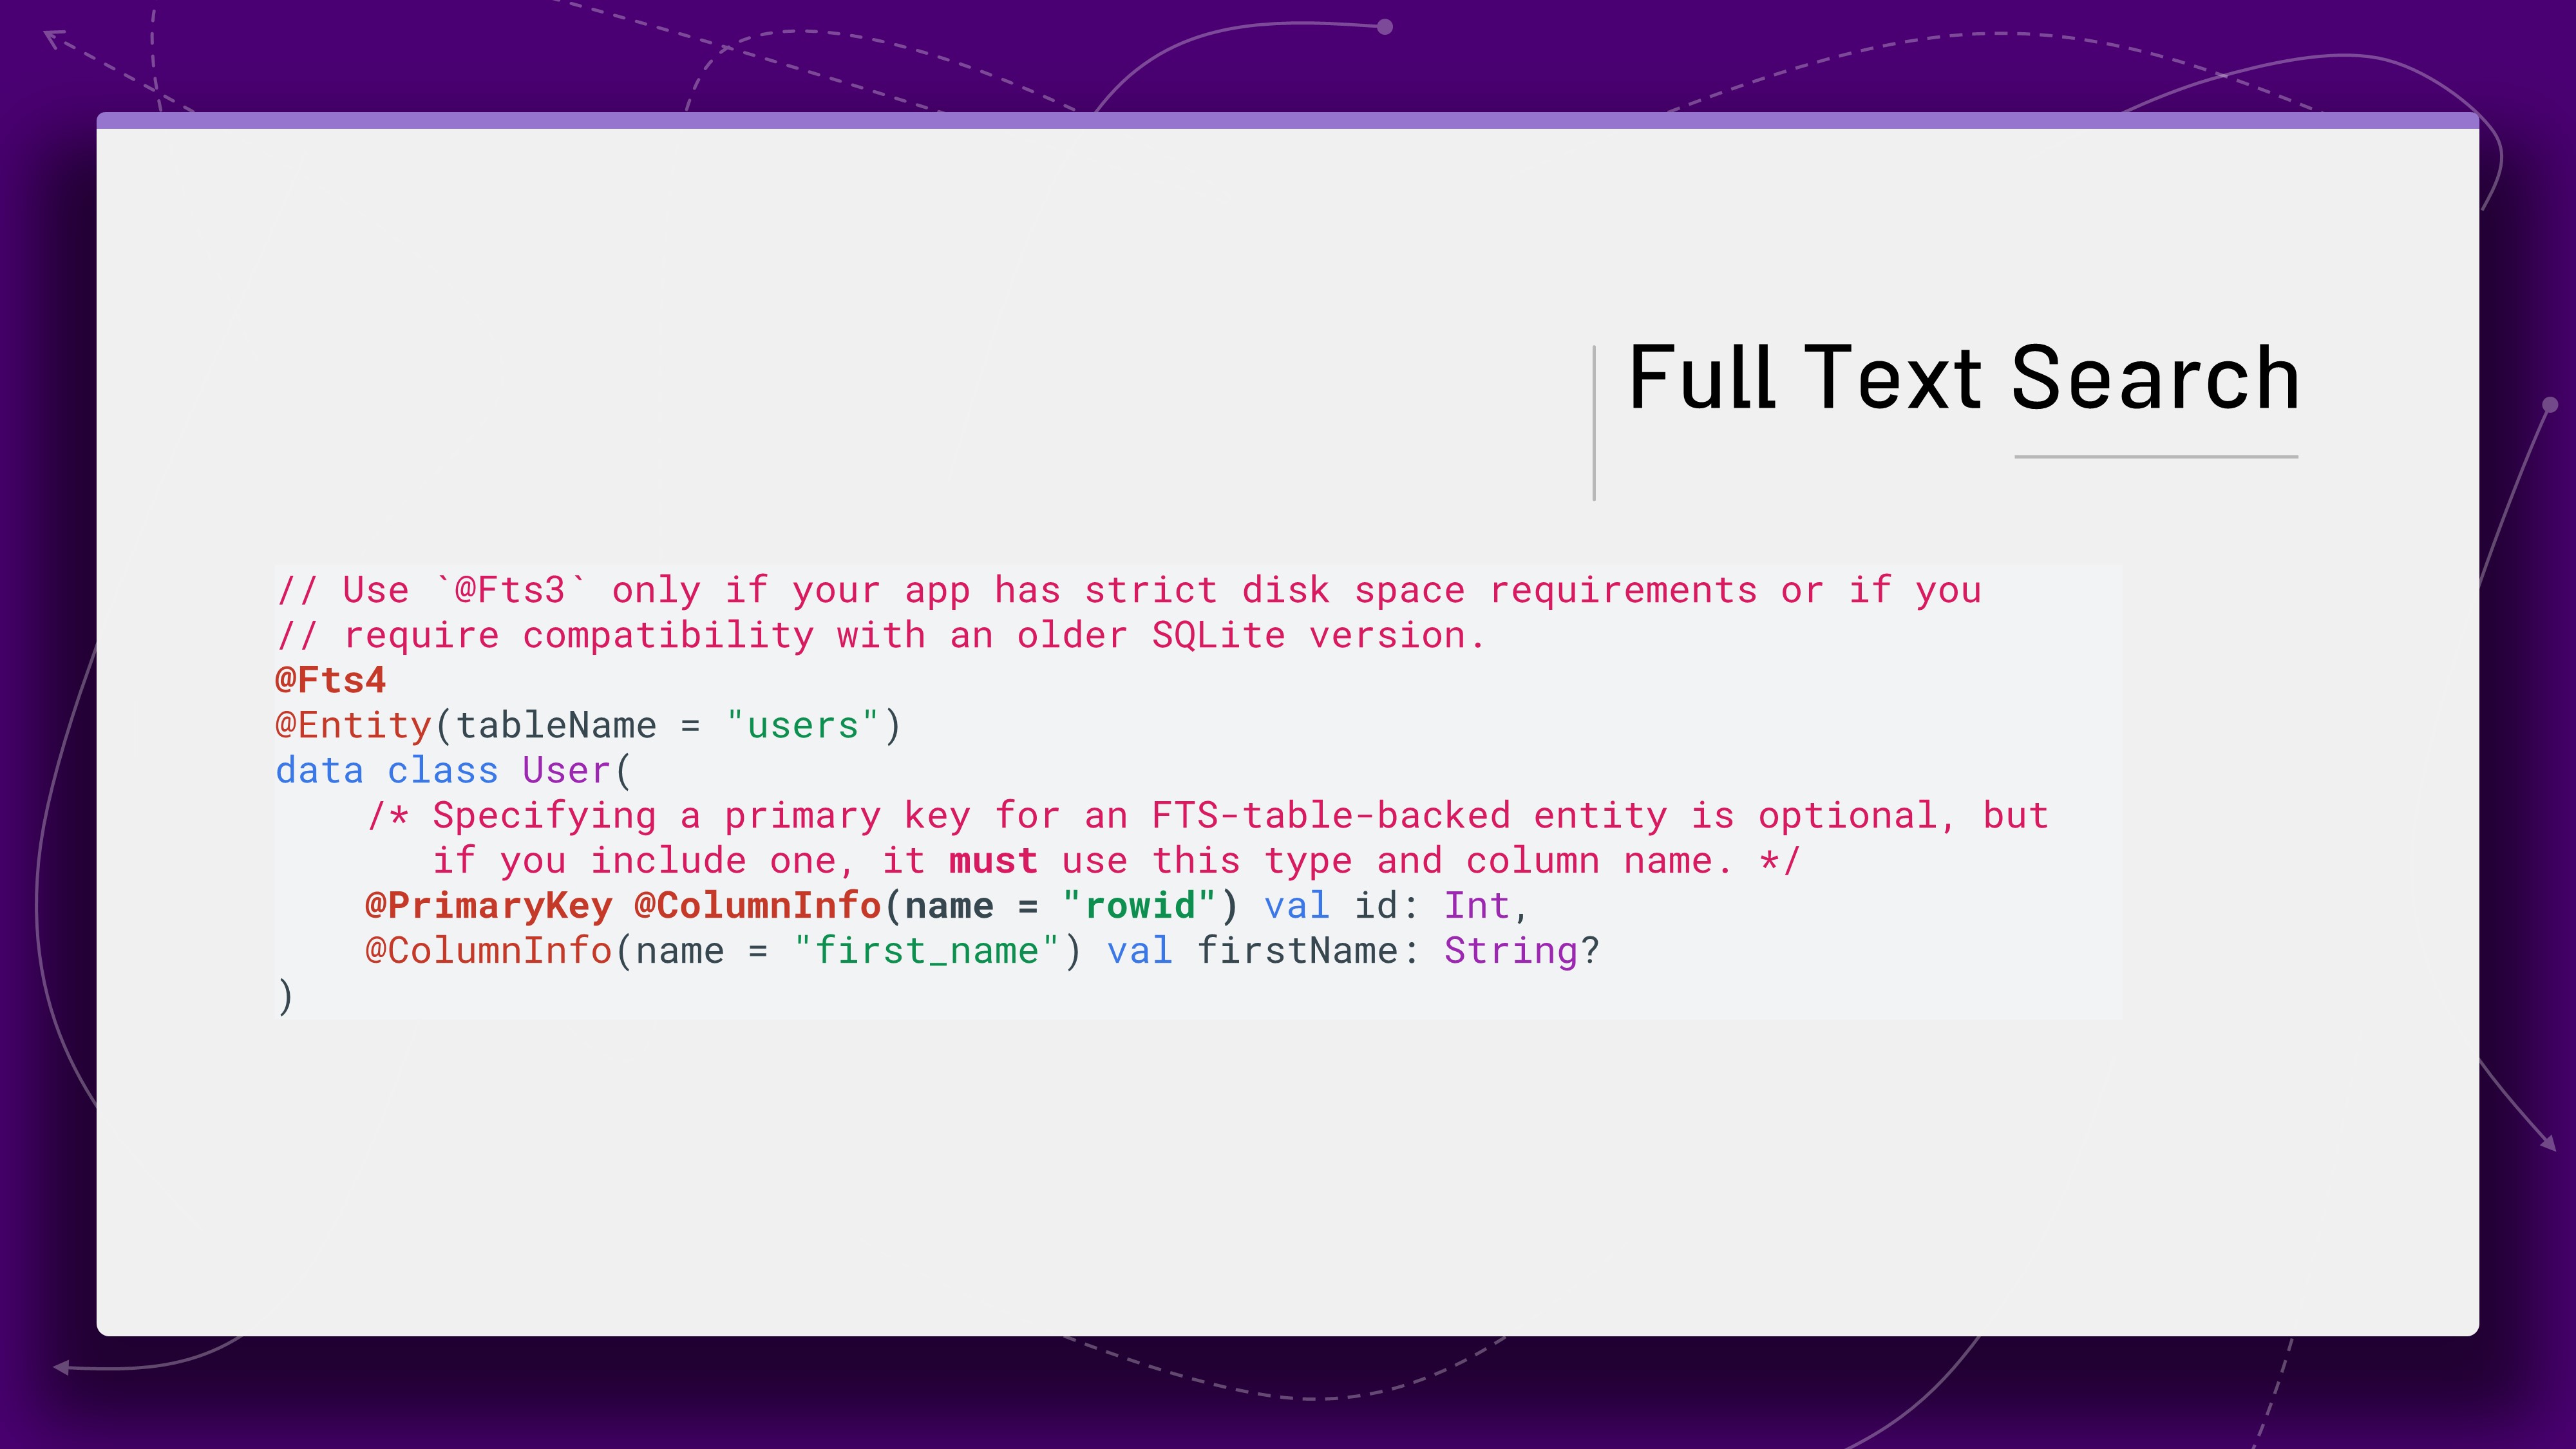 Full Text Search
// Use `@Fts3` only if your app has strict disk space requirements or if you
// require compatibility with an older SQLite version.
@Fts4
@Entity(tableName = "users")
data class User(
    /* Specifying a primary key for an FTS-table-backed entity is optional, but
       if you include one, it must use this type and column name. */
    @PrimaryKey @ColumnInfo(name = "rowid") val id: Int,
    @ColumnInfo(name = "first_name") val firstName: String?
)